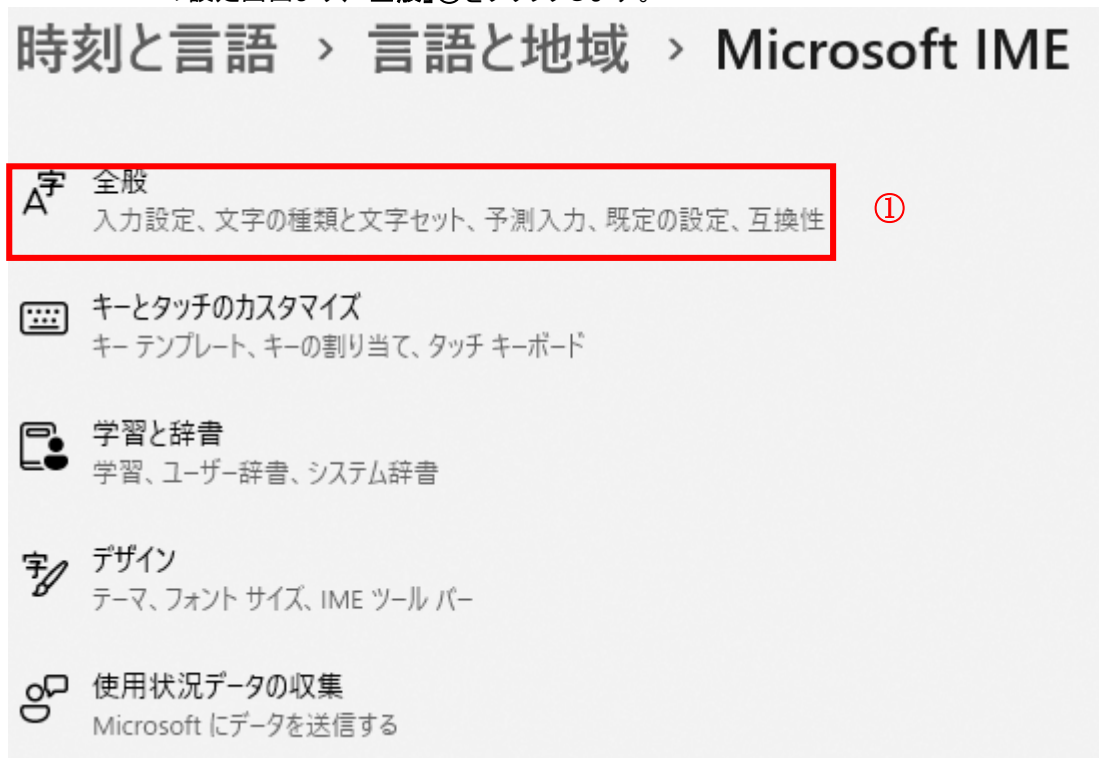 時刻と言語 › 言語と地域 › Microsoft IME
全般
入力設定、文字の種類と文字セット、予測入力、既定の設定、互換性
①
キーとタッチのカスタマイズ
キー テンプレート、キーの割り当て、タッチ キーボード
学習と辞書
学習、ユーザー辞書、システム辞書
デザイン
テーマ、フォント サイズ、IME ツール バー
使用状況データの収集
Microsoft にデータを送信する